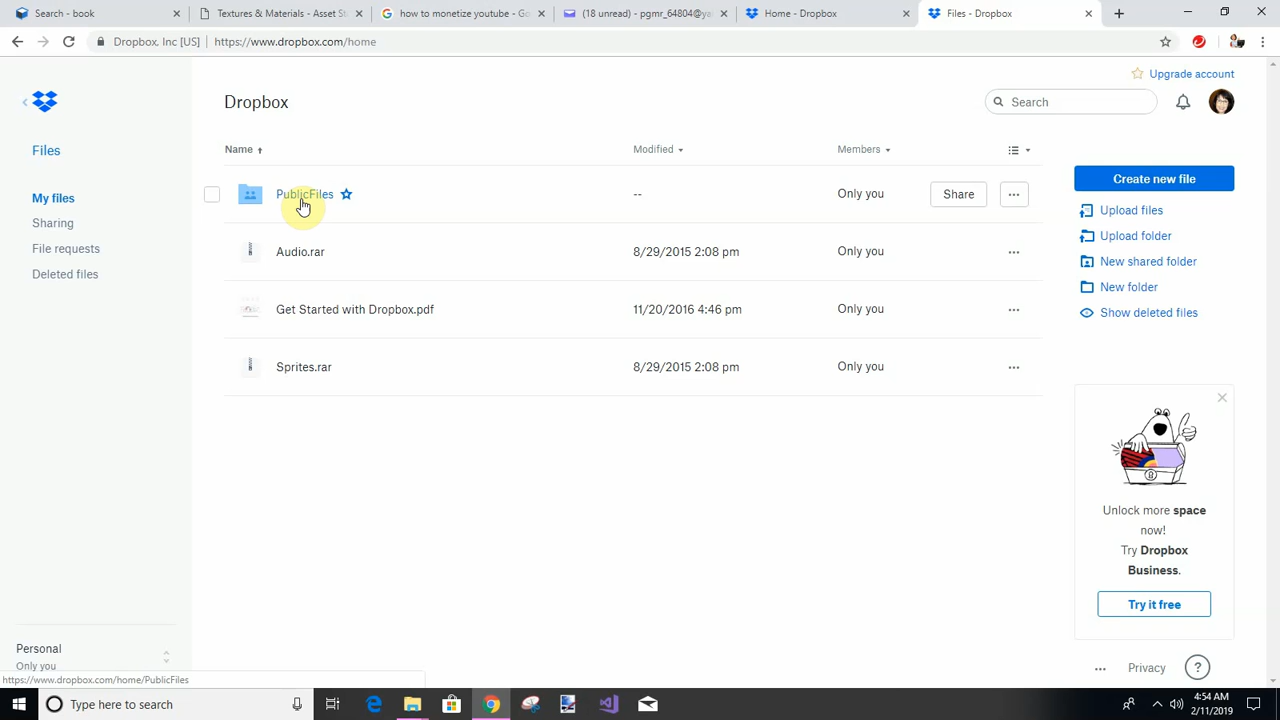 Search - book
Textures & Materials - Asset St
how to monetize youtube - Go
(18 unread) - pgmr_64804@ya
Home - Dropbox
Files - Dropbox
Dropbox, Inc [US] | https://www.dropbox.com/home
Upgrade account
Dropbox
Search
Files
Name
Modified
Members
My files
Sharing
File requests
Deleted files
PublicFiles
--
Only you
Share
Audio.rar
8/29/2015 2:08 pm
Only you
Get Started with Dropbox.pdf
11/20/2016 4:46 pm
Only you
Sprites.rar
8/29/2015 2:08 pm
Only you
Create new file
Upload files
Upload folder
New shared folder
New folder
Show deleted files
Unlock more space
now!
Try Dropbox
Business.
Try it free
Personal
Only you
Privacy
?
https://www.dropbox.com/home/PublicFiles
Type here to search
4:54 AM
2/11/2019